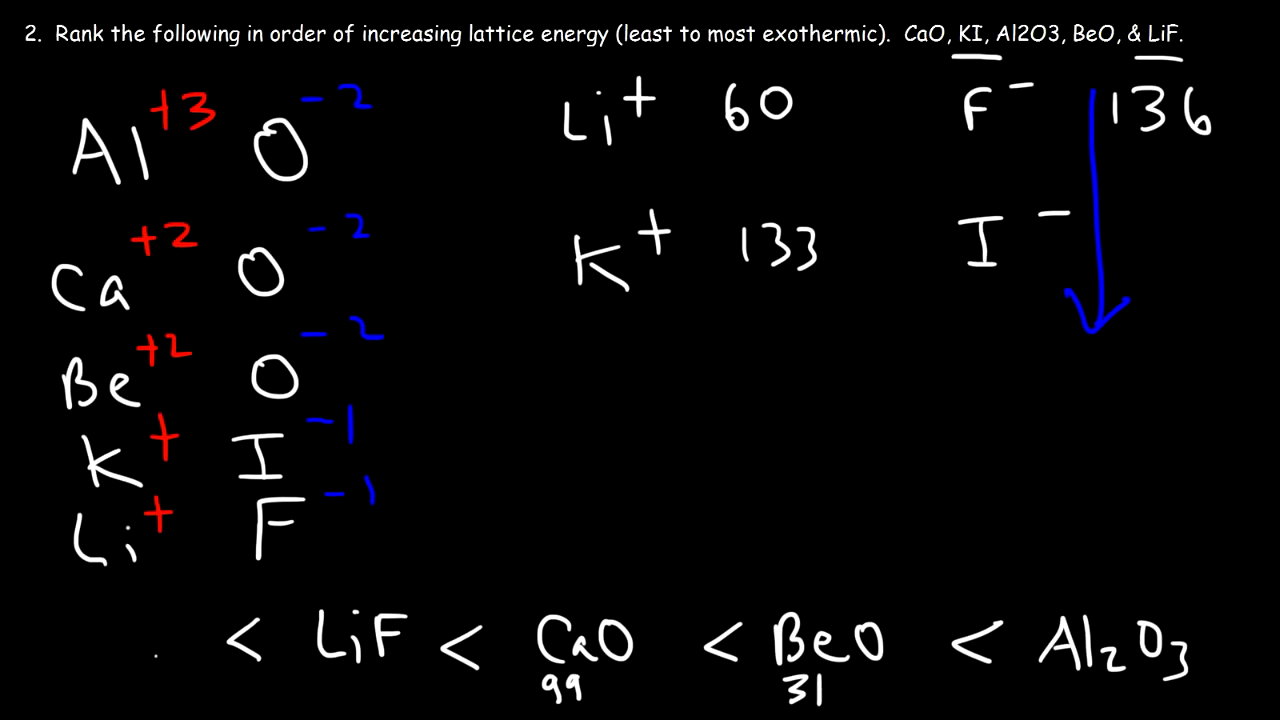 2. Rank the following in order of increasing lattice energy (least to most exothermic). CaO, KI, Al2O3, BeO, & LiF.
Al+3 O-2
Ca+2 O-2
Be+2 O-2
K+ I-1
Li+ F-1
Li+ 60 F- 136
K+ 133 I-
< LiF < CaO < BeO < Al2O3
99 31